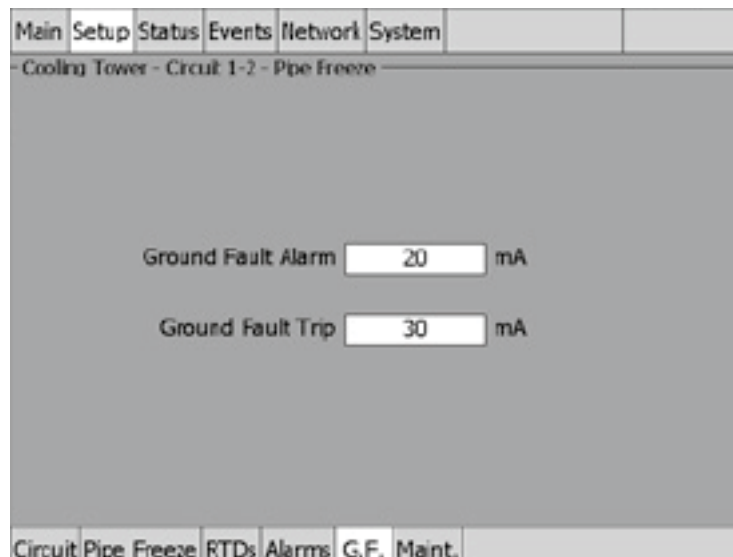 Main Setup Status Events Network System
Cooling Tower - Circuit 1-2 - Pipe Freeze
Ground Fault Alarm 20 mA
Ground Fault Trip 30 mA
Circuit Pipe Freeze RTDs Alarms G.F. Maint.